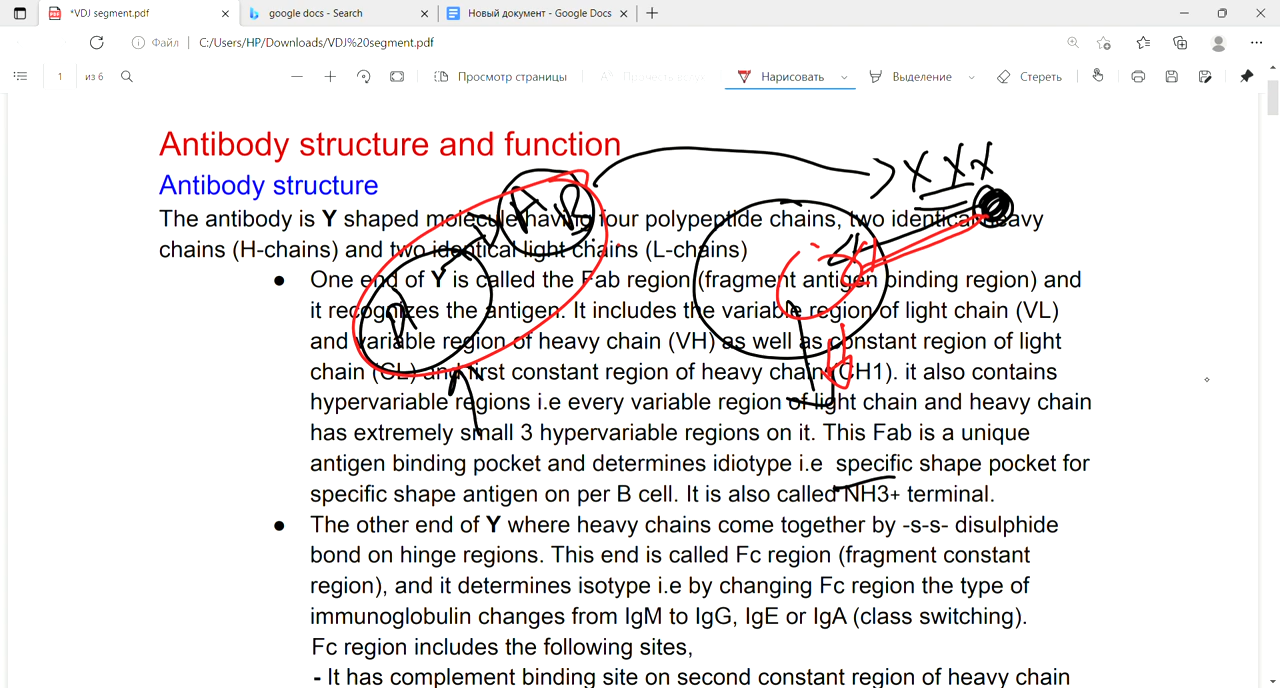 *VDJ segment.pdf
google docs - Search
Новый документ - Google Docs
Файл
C:/Users/HP/Downloads/VDJ%20segment.pdf
1 из 6
Просмотр страницы
Прочесть вслух
Нарисовать
Выделение
Стереть
X X X
Antibody structure and function
Antibody structure
The antibody is Y shaped molecule having four polypeptide chains, two identical heavy
chains (H-chains) and two identical light chains (L-chains)
● One end of Y is called the Fab region (fragment antigen binding region) and
it recognizes the antigen. It includes the variable region of light chain (VL)
and variable region of heavy chain (VH) as well as constant region of light
chain (CL) and first constant region of heavy chain (CH1). it also contains
hypervariable regions i.e every variable region of light chain and heavy chain
has extremely small 3 hypervariable regions on it. This Fab is a unique
antigen binding pocket and determines idiotype i.e specific shape pocket for
specific shape antigen on per B cell. It is also called NH3+ terminal.
● The other end of Y where heavy chains come together by -s-s- disulphide
bond on hinge regions. This end is called Fc region (fragment constant
region), and it determines isotype i.e by changing Fc region the type of
immunoglobulin changes from IgM to IgG, IgE or IgA (class switching).
Fc region includes the following sites,
- It has complement binding site on second constant region of heavy chain